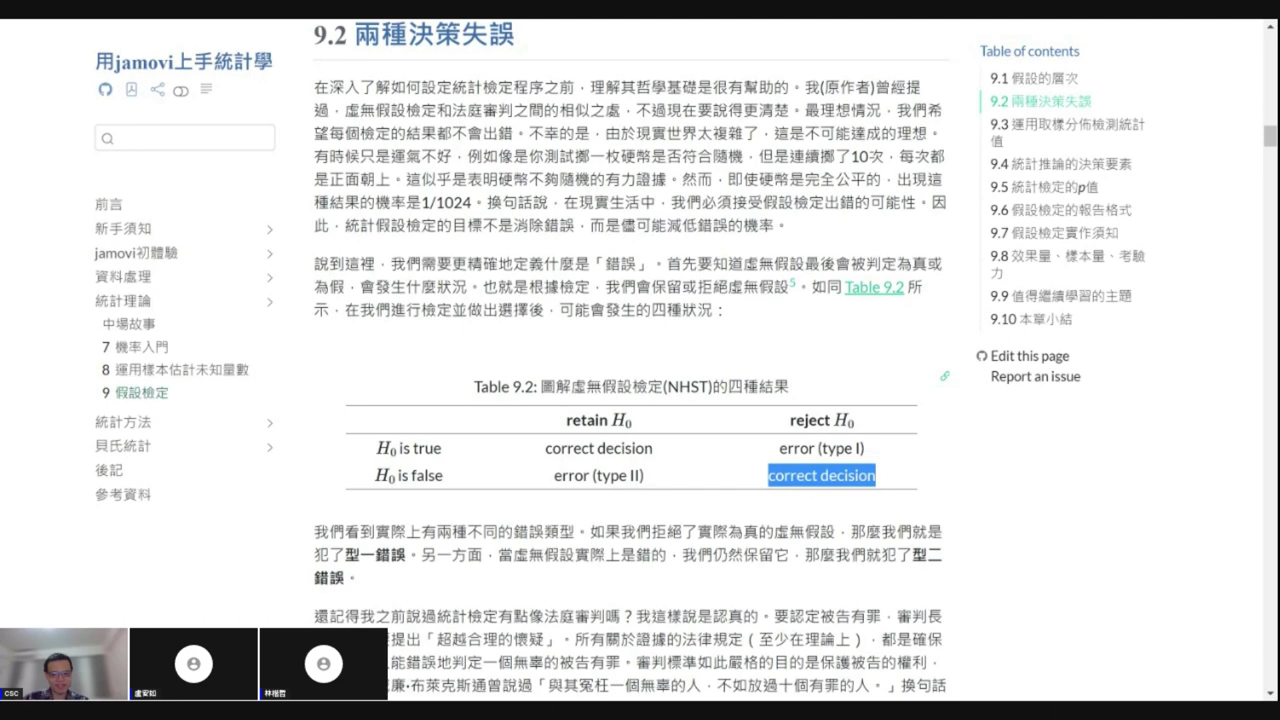 用jamovi上手統計學
前言
新手須知
jamovi初體驗
資料處理
統計理論
中場故事
7 機率入門
8 運用樣本估計未知量數
9 假設檢定
統計方法
貝氏統計
後記
參考資料
9.2 兩種決策失誤
在深入了解如何設定統計檢定程序之前，理解其哲學基礎是很有幫助的。我(原作者)曾經提
過，虛無假設檢定和法庭審判之間的相似之處，不過現在要說得更清楚。最理想情況，我們希
望每個檢定的結果都不會出錯。不幸的是，由於現實世界太複雜了，這是不可能達成的理想。
有時候只是運氣不好，例如像是你測試擲一枚硬幣是否符合隨機，但是連續擲了10次，每次都
是正面朝上。這似乎是表明硬幣不夠隨機的有力證據。然而，即使硬幣是完全公平的，出現這
種結果的機率是1/1024。換句話說，在現實生活中，我們必須接受假設檢定出錯的可能性。因
此，統計假設檢定的目標不是消除錯誤，而是儘可能減低錯誤的機率。
說到這裡，我們需要更精確地定義什麼是「錯誤」。首先要知道虛無假設最後會被判定為真或
為假，會發生什麼狀況。也就是根據檢定，我們會保留或拒絕虛無假設5。如同 Table 9.2 所
示，在我們進行檢定並做出選擇後，可能會發生的四種狀況：
Table 9.2: 圖解虛無假設檢定(NHST)的四種結果
retain H0 reject H0
H0 is true correct decision error (type I)
H0 is false error (type II) correct decision
我們看到實際上有兩種不同的錯誤類型。如果我們拒絕了實際為真的虛無假設，那麼我們就是
犯了型一錯誤。另一方面，當虛無假設實際上是錯的，我們仍然保留它，那麼我們就犯了型二
錯誤。
還記得我之前說過統計檢定有點像法庭審判嗎？我這樣說是認真的。要認定被告有罪，審判長
提出「超越合理的懷疑」。所有關於證據的法律規定（至少在理論上），都是確保
能錯誤地判定一個無辜的被告有罪。審判標準如此嚴格的目的是保護被告的權利，
廉·布萊克斯通曾說過「與其冤枉一個無辜的人，不如放過十個有罪的人。」換句話
Table of contents
9.1 假設的層次
9.2 兩種決策失誤
9.3 運用取樣分佈檢測統計
值
9.4 統計推論的決策要素
9.5 統計檢定的p值
9.6 假設檢定的報告格式
9.7 假設檢定實作須知
9.8 效果量、樣本量、考驗
力
9.9 值得繼續學習的主題
9.10 本章小結
Edit this page
Report an issue
CSC